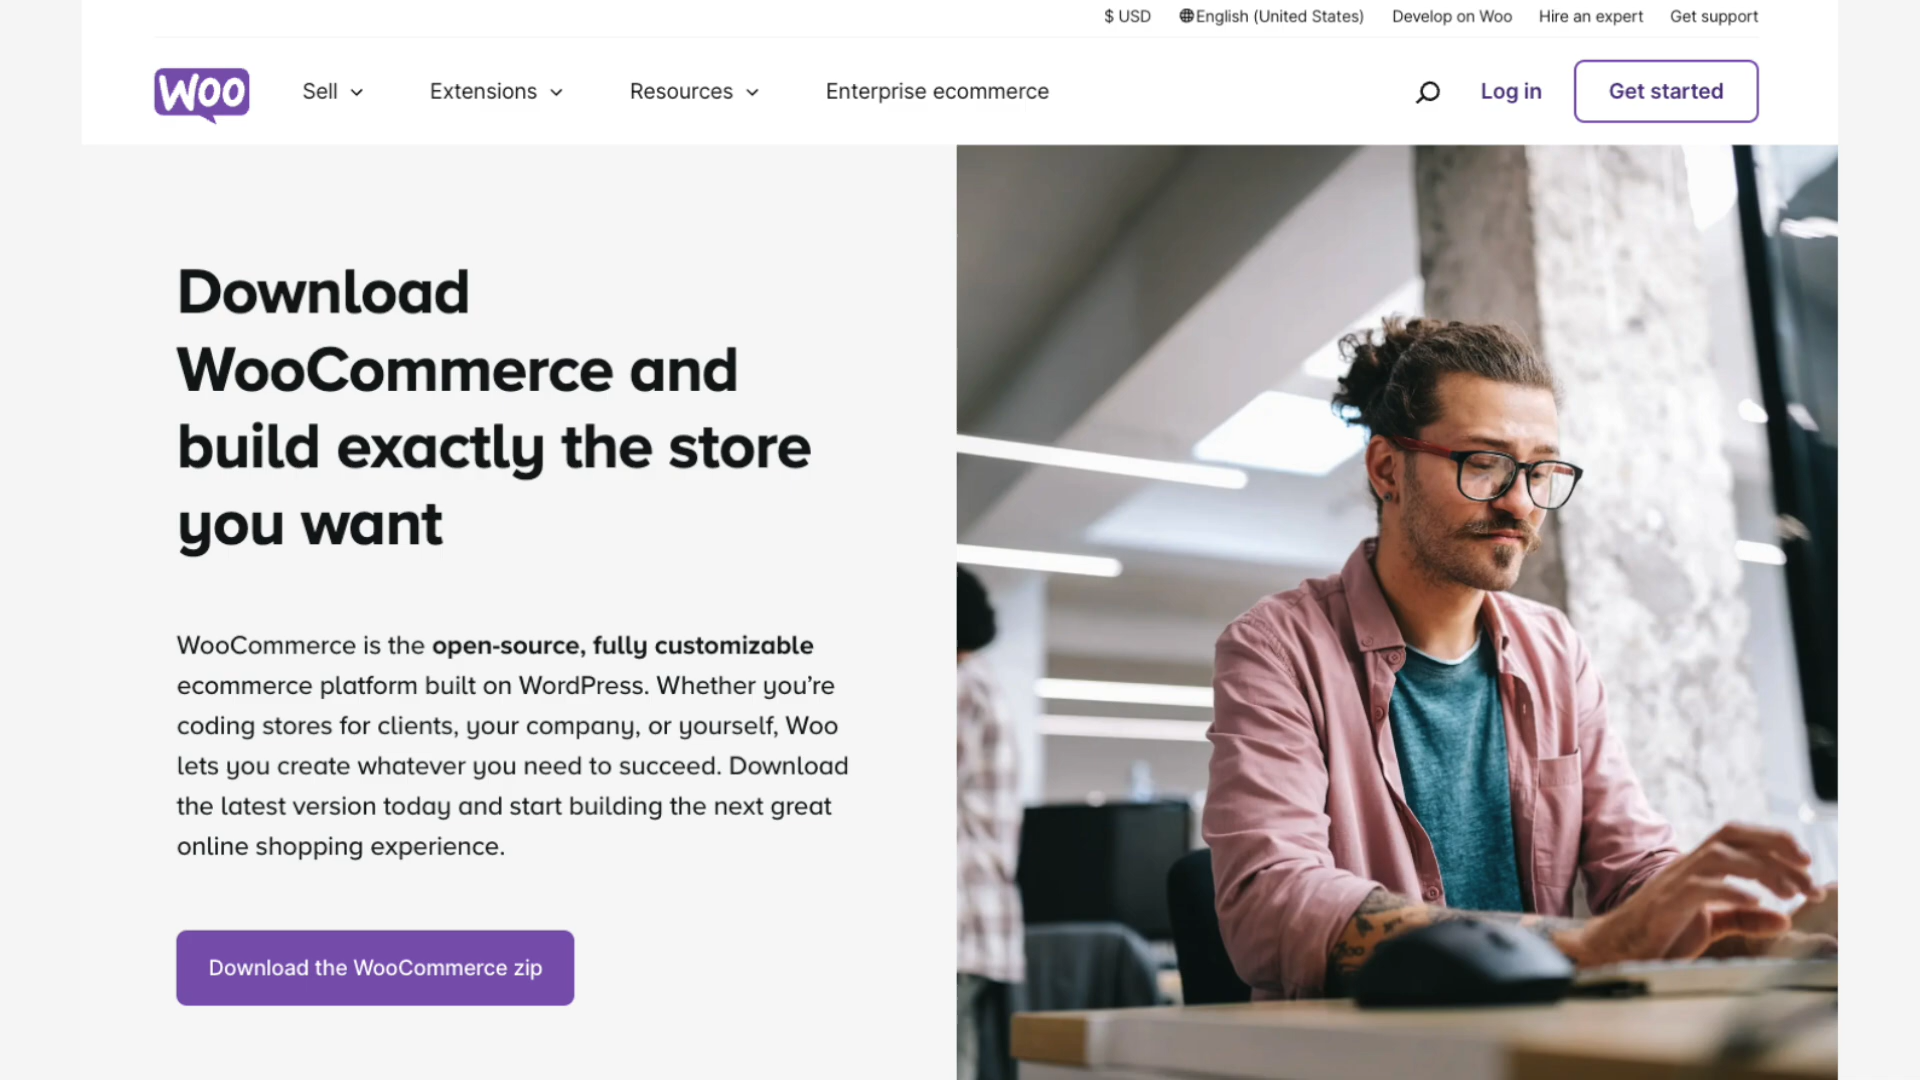 $ USD English (United States) Develop on Woo Hire an expert Get support
Woo Sell Extensions Resources Enterprise ecommerce Log in Get started
Download
WooCommerce and
build exactly the store
you want
WooCommerce is the open-source, fully customizable
ecommerce platform built on WordPress. Whether you’re
coding stores for clients, your company, or yourself, Woo
lets you create whatever you need to succeed. Download
the latest version today and start building the next great
online shopping experience.
Download the WooCommerce zip